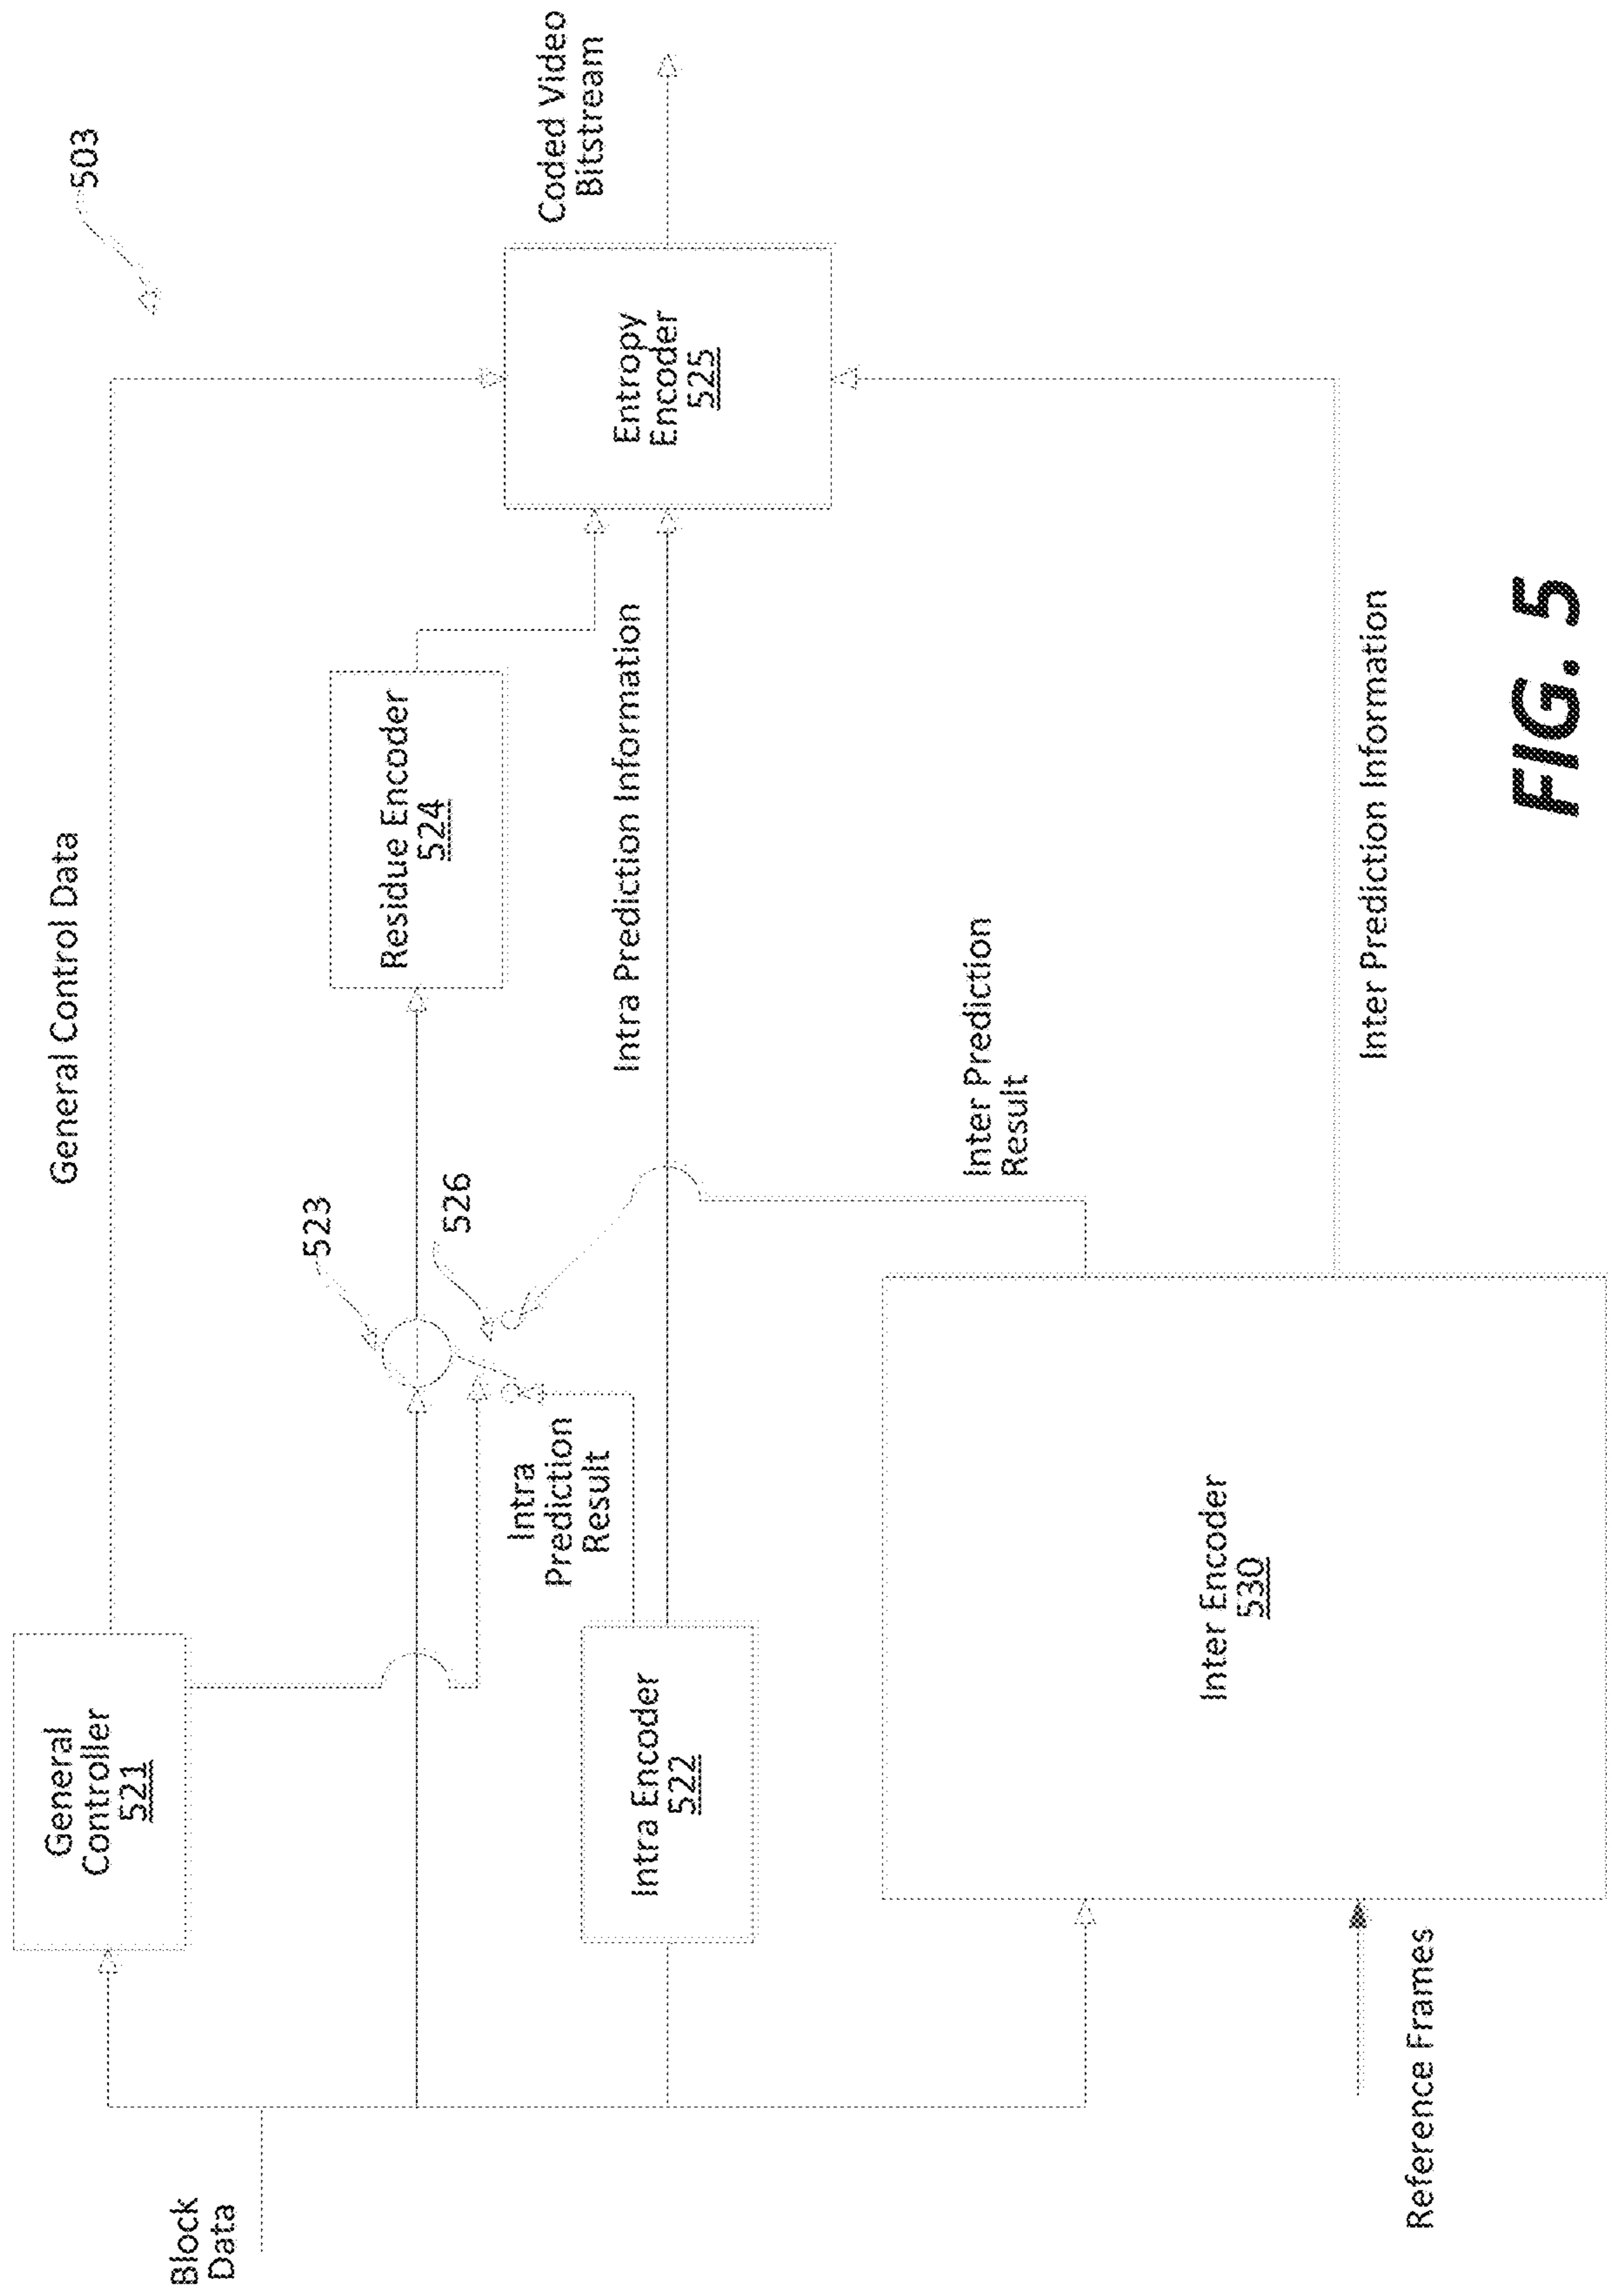 503
General Control Data
Coded Video
Bitstream
General
Controller
521
523
526
Residue Encoder
524
Entropy
Encoder
525
Block
Data
Intra
Prediction
Result
Intra Prediction Information
Intra Encoder
522
Inter Prediction
Result
Inter Encoder
530
Inter Prediction Information
Reference Frames
FIG. 5